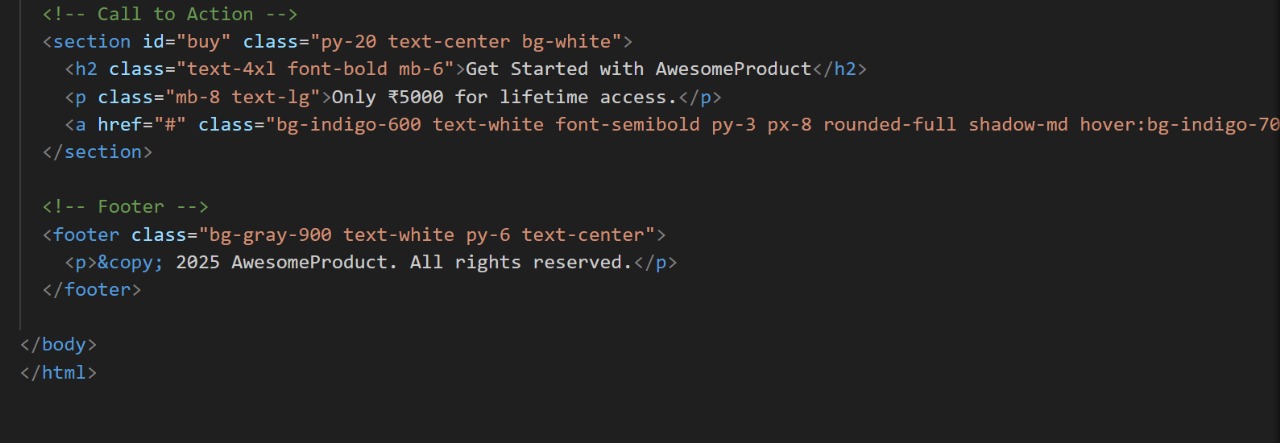 <!-- Call to Action -->
<section id="buy" class="py-20 text-center bg-white">
<h2 class="text-4xl font-bold mb-6">Get Started with AwesomeProduct</h2>
<p class="mb-8 text-lg">Only ₹5000 for lifetime access.</p>
<a href="#" class="bg-indigo-600 text-white font-semibold py-3 px-8 rounded-full shadow-md hover:bg-indigo-70
</section>
<!-- Footer -->
<footer class="bg-gray-900 text-white py-6 text-center">
<p>&copy; 2025 AwesomeProduct. All rights reserved.</p>
</footer>
</body>
</html>